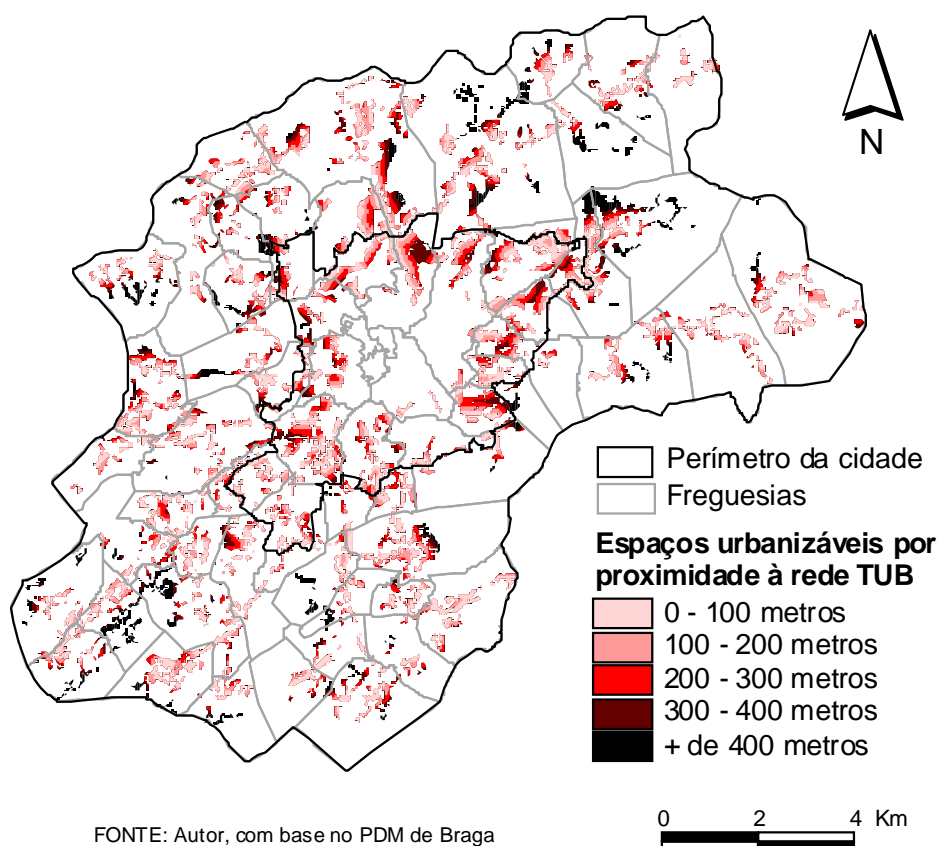 N
Perímetro da cidade
Freguesias
Espaços urbanizáveis por
proximidade à rede TUB
0 - 100 metros
100 - 200 metros
200 - 300 metros
300 - 400 metros
+ de 400 metros
0 2 4 Km
FONTE: Autor, com base no PDM de Braga